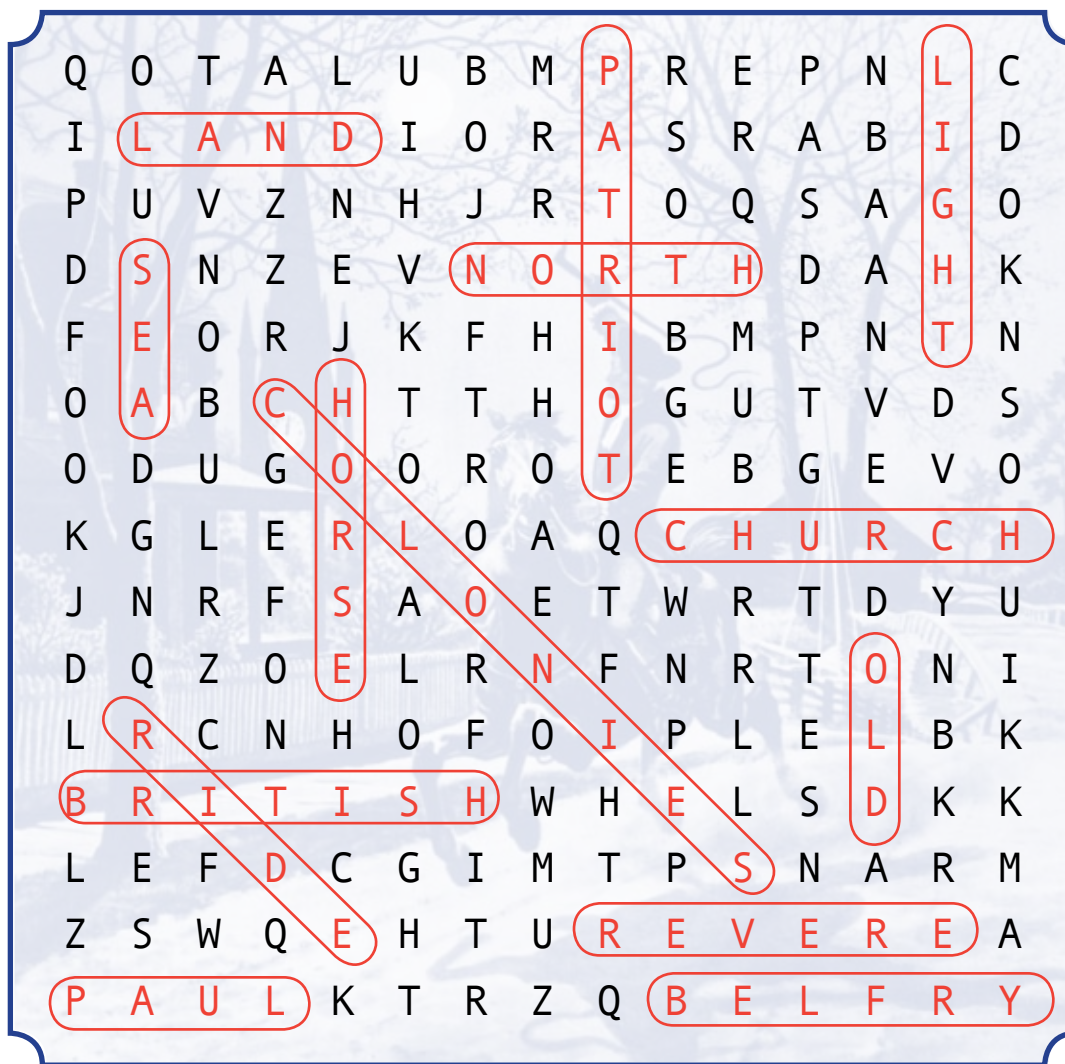 Q O T A L U B M P R E P N L C
I L A N D I O R A S R A B I D
P U V Z N H J R T O Q S A G O
D S N Z E V N O R T H D A H K
F E O R J K F H I B M P N T N
O A B C H T T H O G U T V D S
O D U G O O R O T E B G E V O
K G L E R L O A Q C H U R C H
J N R F S A O E T W R T D Y U
D Q Z O E L R N F N R T O N I
L R C N H O F O I P L E L B K
B R I T I S H W H E L S D K K
L E F D C G I M T P S N A R M
Z S W Q E H T U R E V E R E A
P A U L K T R Z Q B E L F R Y